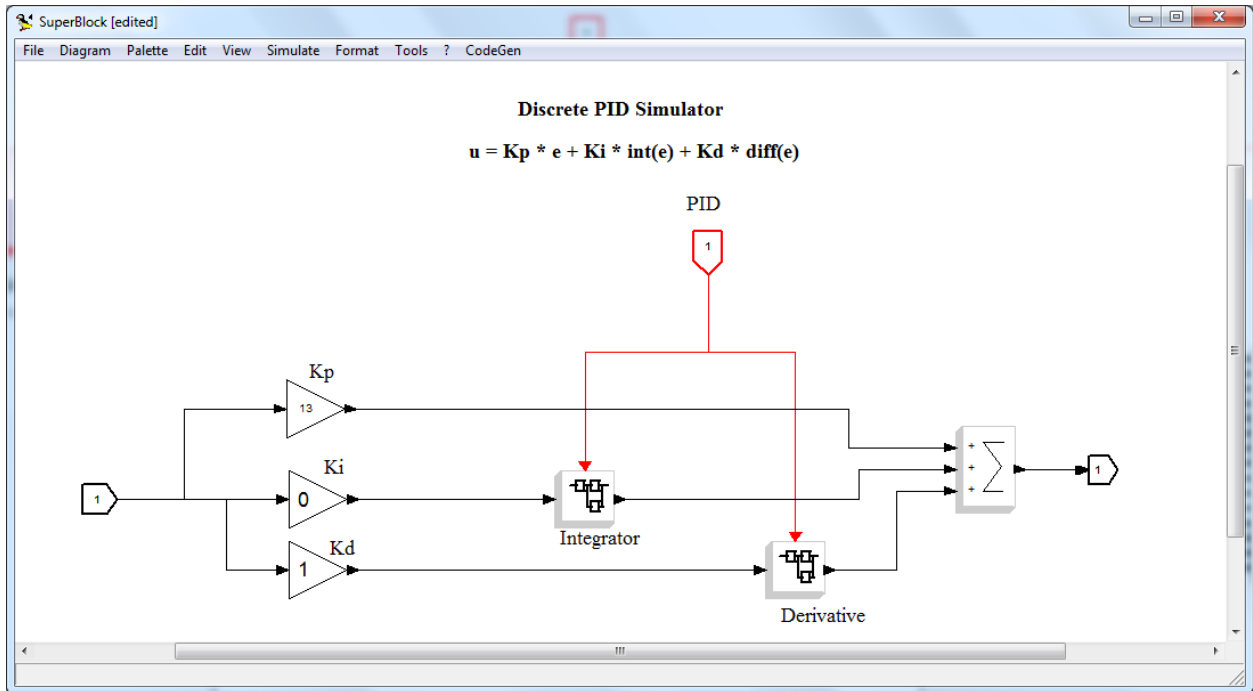 SuperBlock [edited]
File Diagram Palette Edit View Simulate Format Tools ? CodeGen
Discrete PID Simulator
u = Kp * e + Ki * int(e) + Kd * diff(e)
PID
1
Kp
13
Ki
1
0
Integrator
+
+
+
1
Kd
1
Derivative